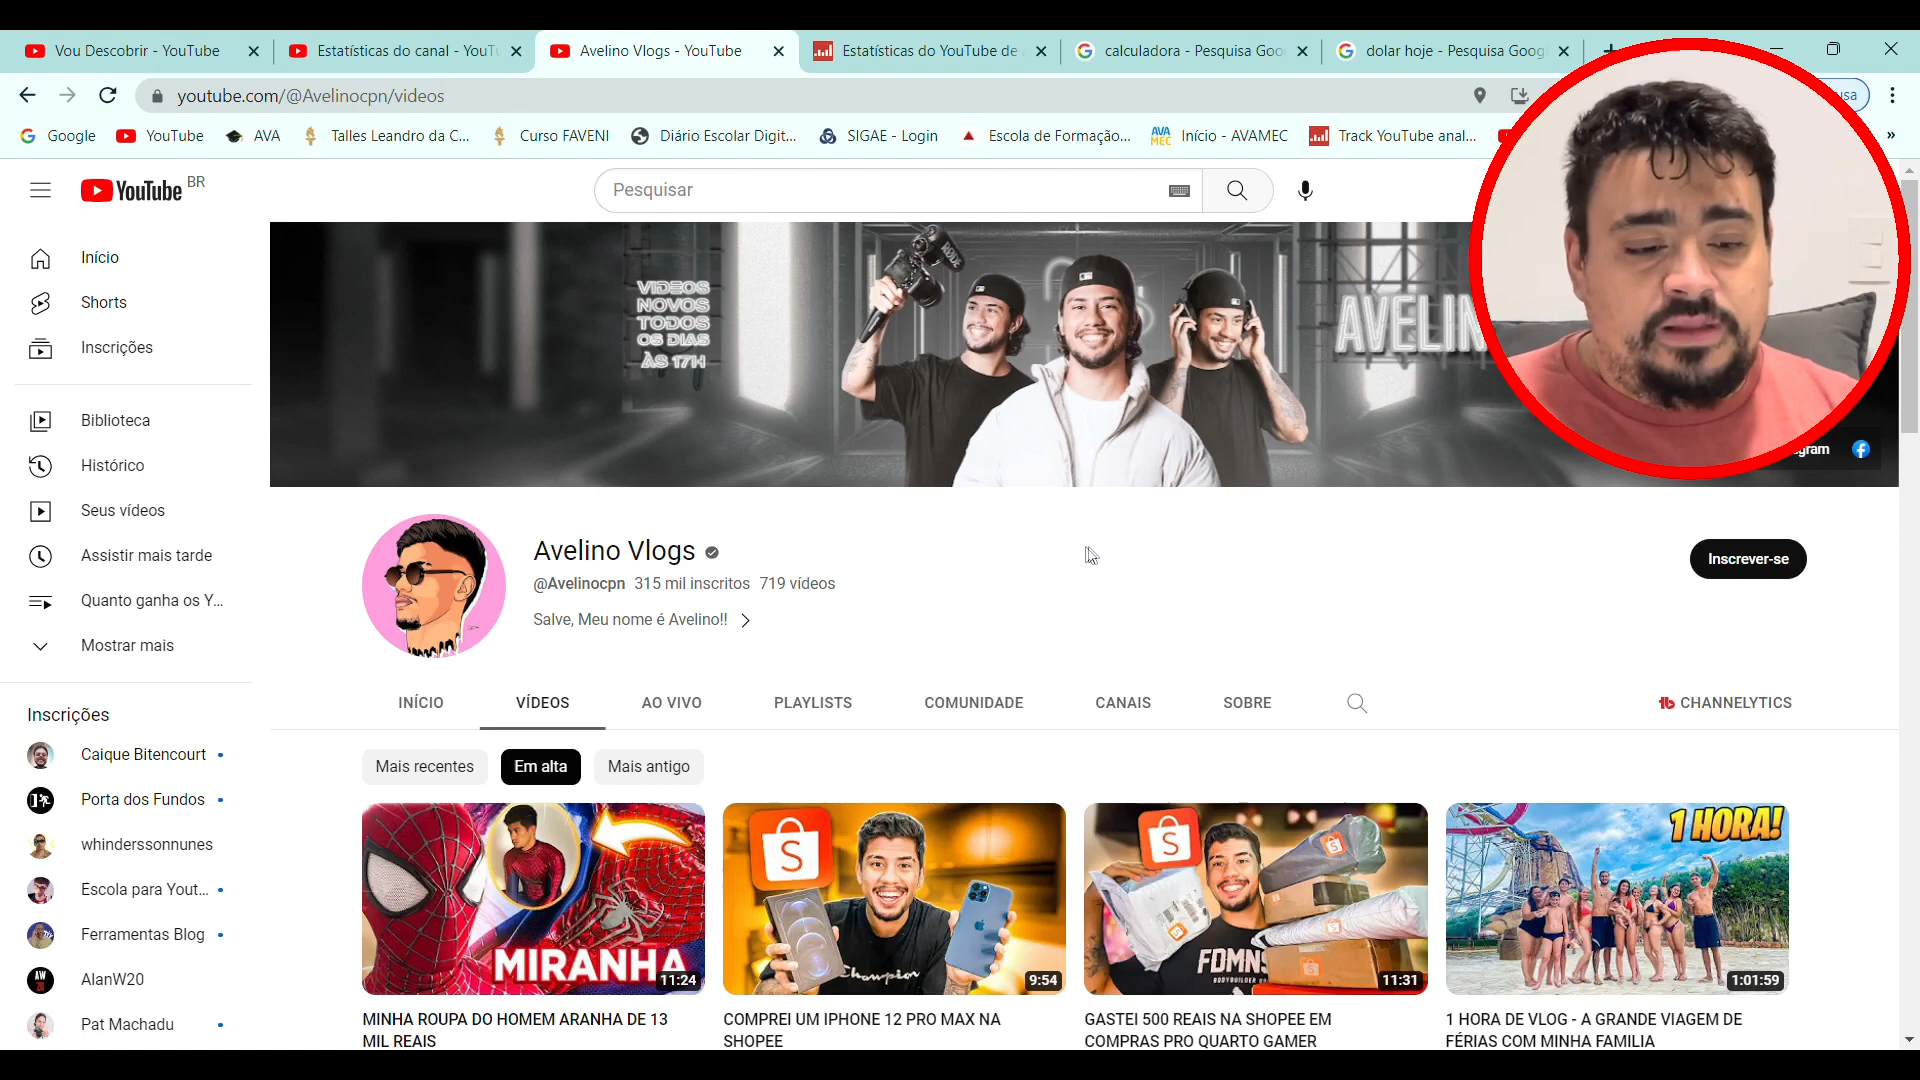 Vou Descobrir - YouTube
Estatísticas do canal - YouTu
Avelino Vlogs - YouTube
Estatísticas do YouTube de
calculadora - Pesquisa Goo
dolar hoje - Pesquisa Goog
youtube.com/@Avelinocpn/videos
Google
YouTube
AVA
Talles Leandro da C...
Curso FAVENI
Diário Escolar Digit...
SIGAE - Login
Escola de Formação...
AVA MEC
Início - AVAMEC
Track YouTube anal...
YouTube BR
Pesquisar
Início
Shorts
Inscrições
Biblioteca
Histórico
Seus vídeos
Assistir mais tarde
Quanto ganha os Y...
Mostrar mais
Inscrições
Caique Bitencourt
Porta dos Fundos
whinderssonnunes
Escola para Yout...
Ferramentas Blog
AlanW20
Pat Machadu
VIDEOS
NOVOS
TODOS
OS DIAS
ÀS 17H
RØDE
AVELIN
gram
Avelino Vlogs
@Avelinocpn 315 mil inscritos 719 vídeos
Salve, Meu nome é Avelino!!
Inscrever-se
INÍCIO
VÍDEOS
AO VIVO
PLAYLISTS
COMUNIDADE
CANAIS
SOBRE
CHANNELYTICS
Mais recentes
Em alta
Mais antigo
MIRANHA
11:24
Champion
9:54
FDMNS
11:31
1 HORA!
1:01:59
MINHA ROUPA DO HOMEM ARANHA DE 13
MIL REAIS
COMPREI UM IPHONE 12 PRO MAX NA
SHOPEE
GASTEI 500 REAIS NA SHOPEE EM
COMPRAS PRO QUARTO GAMER
1 HORA DE VLOG - A GRANDE VIAGEM DE
FÉRIAS COM MINHA FAMILIA